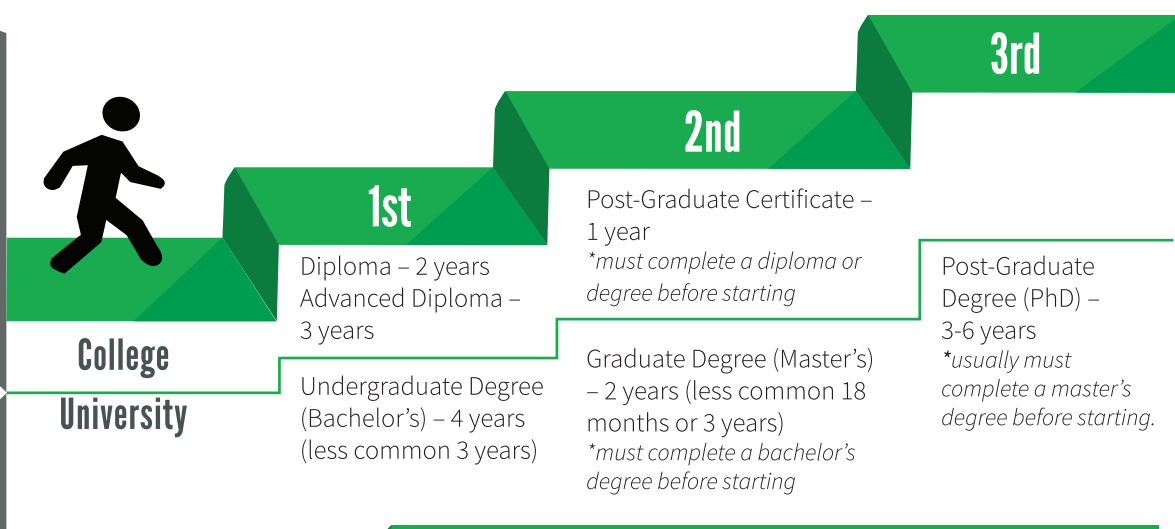 3rd
2nd
1st
College
University
Diploma – 2 years
Advanced Diploma –
3 years
Undergraduate Degree
(Bachelor’s) – 4 years
(less common 3 years)
Post-Graduate Certificate –
1 year
*must complete a diploma or
degree before starting
Graduate Degree (Master’s)
– 2 years (less common 18
months or 3 years)
*must complete a bachelor’s
degree before starting
Post-Graduate
Degree (PhD) –
3-6 years
*usually must
complete a master’s
degree before starting.